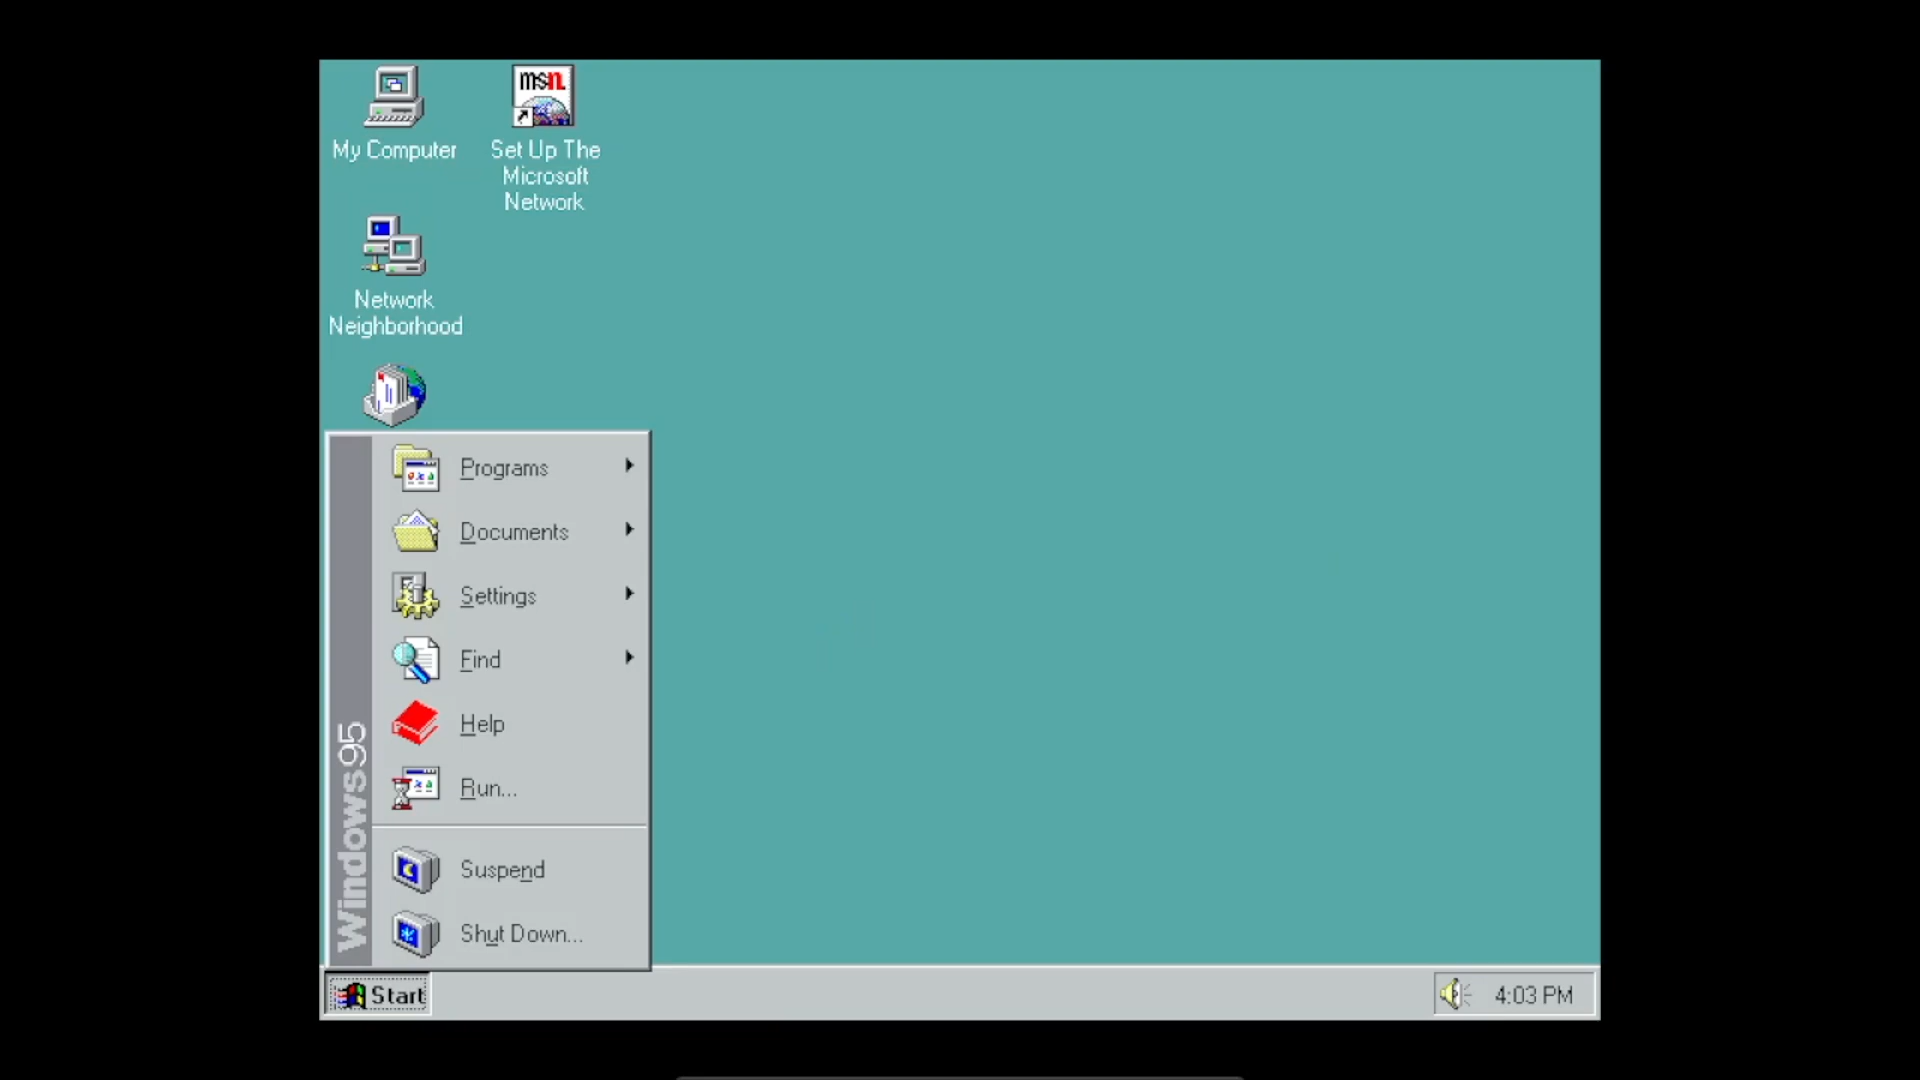 msn
My Computer
Set Up The
Microsoft
Network
Network
Neighborhood
Programs
Documents
Settings
Find
Help
Run...
Suspend
Shut Down...
Windows95
Start
4:03 PM